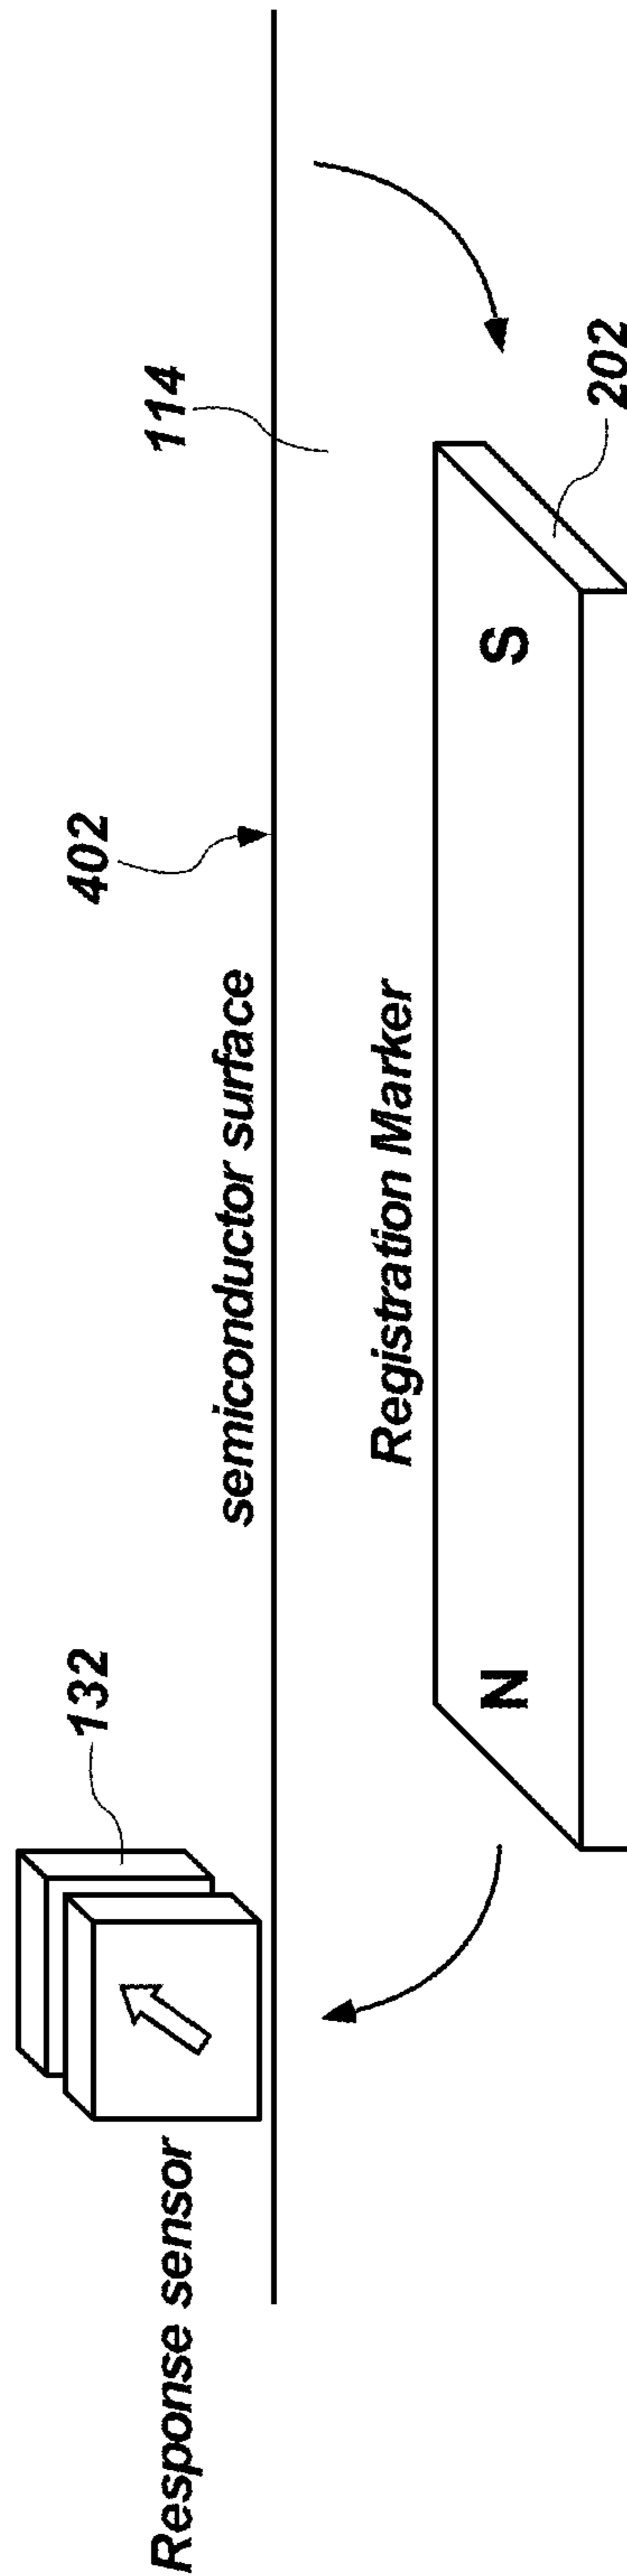 Response sensor
132
semiconductor surface
402
114
Registration Marker
N
S
202